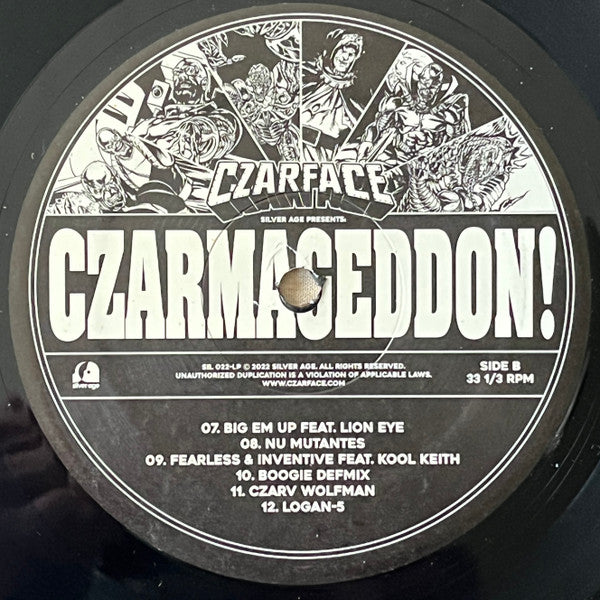 CZARFACE
SILVER AGE PRESENTS:
CZARMAGEDDON!
silver age
SR. 022-LP © 2022 SILVER AGE. ALL RIGHTS RESERVED.
UNAUTHORIZED DUPLICATION IS A VIOLATION OF APPLICABLE LAWS.
WWW.CZARFACE.COM
SIDE B
33 1/3 RPM
07. BIG EM UP FEAT. LION EYE
08. NU MUTANTES
09. FEARLESS & INVENTIVE FEAT. KOOL KEITH
10. BOOGIE DEFMIX
11. CZARV WOLFMAN
12. LOGAN-5